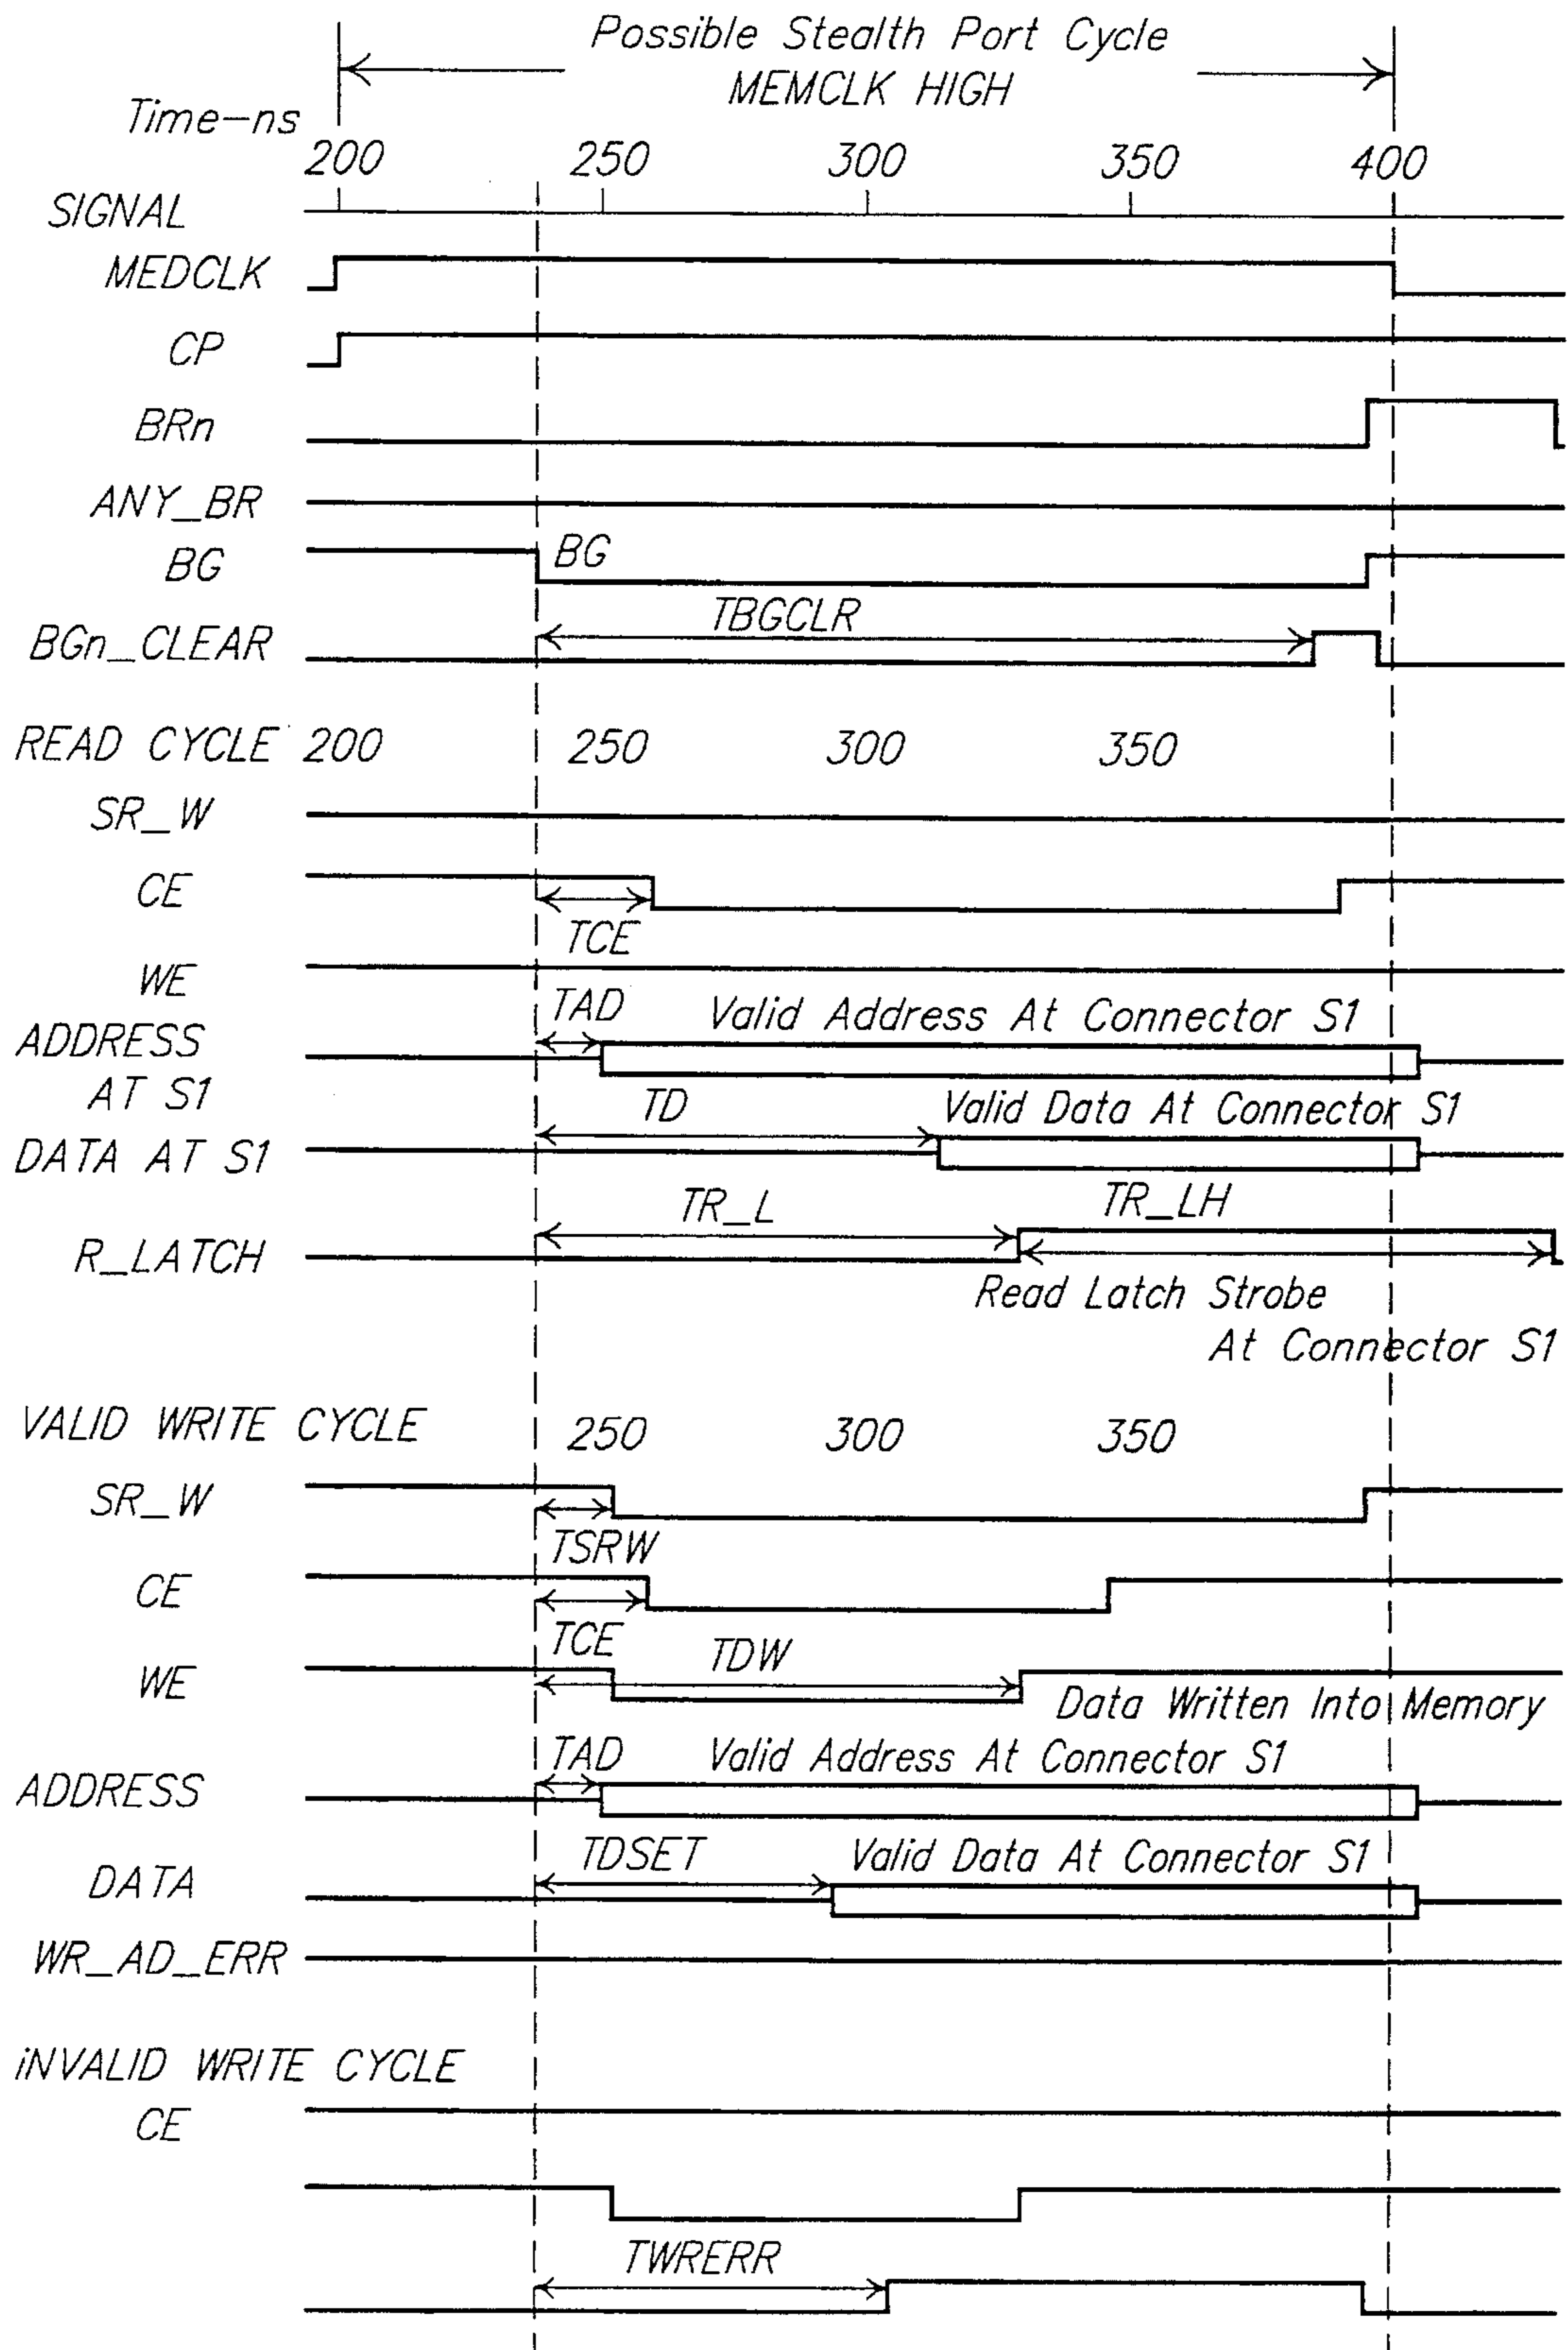 Possible Stealth Port Cycle
MEMCLK HIGH
Time-ns
200 250 300 350 400
SIGNAL
MEDCLK
CP
BRn
ANY_BR
BG BG
TBGCLR
BGn_CLEAR
READ CYCLE 200 250 300 350
SR_W
CE
TCE
WE
TAD Valid Address At Connector S1
ADDRESS
AT S1
TD Valid Data At Connector S1
DATA AT S1
TR_L TR_LH
R_LATCH
Read Latch Strobe
At Connector S1
VALID WRITE CYCLE 250 300 350
SR_W
TSRW
CE
TCE TDW
WE
Data Written Into Memory
TAD Valid Address At Connector S1
ADDRESS
TDSET Valid Data At Connector S1
DATA
WR_AD_ERR
iNVALID WRITE CYCLE
CE
TWRERR